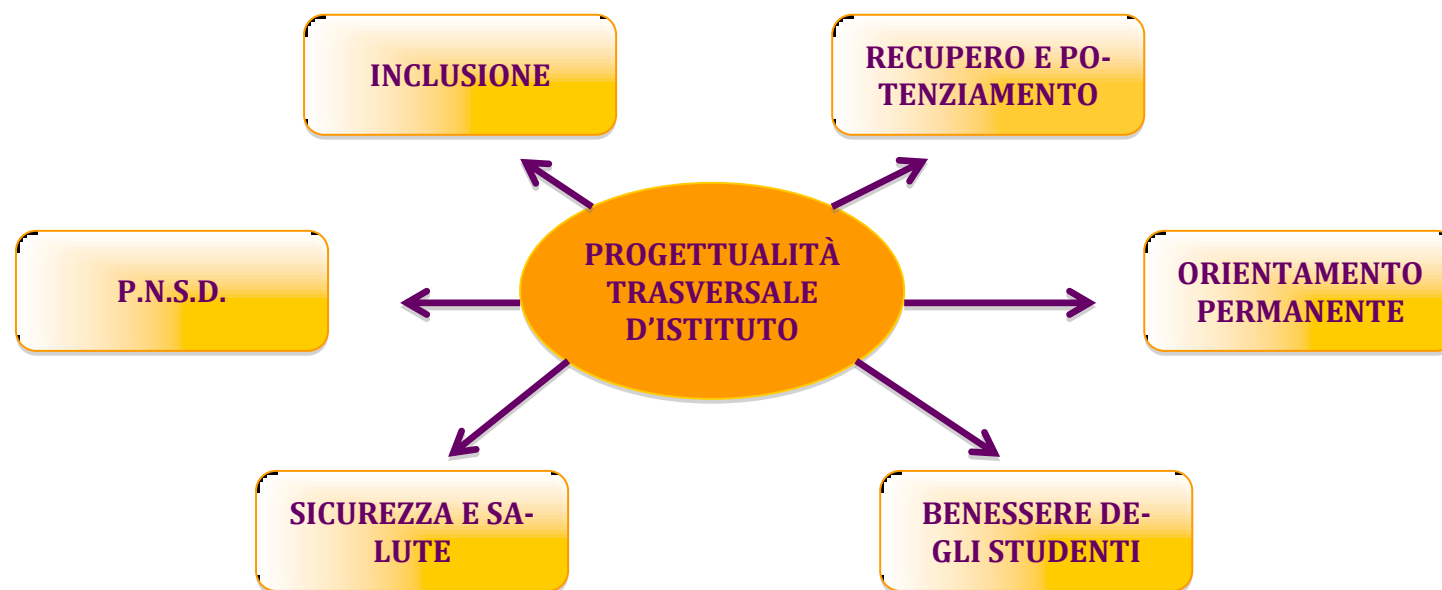 INCLUSIONE
RECUPERO E PO-
TENZIAMENTO
PROGETTUALITÀ
TRASVERSALE
D’ISTITUTO
P.N.S.D.
ORIENTAMENTO
PERMANENTE
SICUREZZA E SA-
LUTE
BENESSERE DE-
GLI STUDENTI